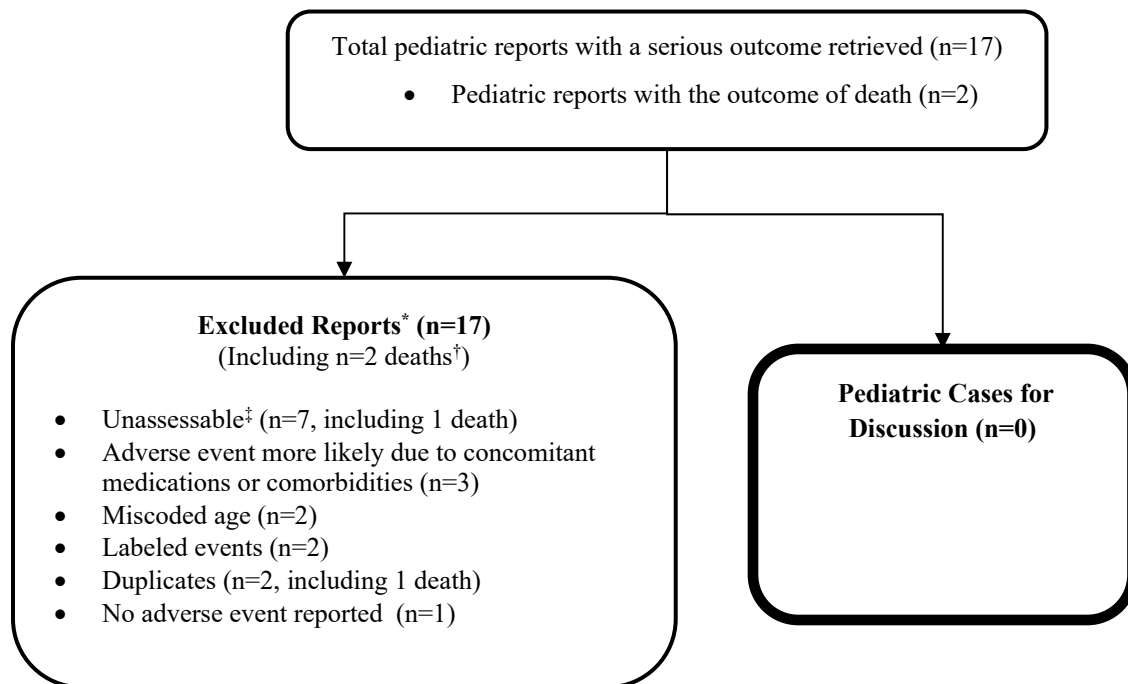 Total pediatric reports with a serious outcome retrieved (n=17)
• Pediatric reports with the outcome of death (n=2)
Excluded Reports* (n=17)
(Including n=2 deaths†)
• Unassessable‡ (n=7, including 1 death)
• Adverse event more likely due to concomitant
medications or comorbidities (n=3)
• Miscoded age (n=2)
• Labeled events (n=2)
• Duplicates (n=2, including 1 death)
• No adverse event reported (n=1)
Pediatric Cases for
Discussion (n=0)